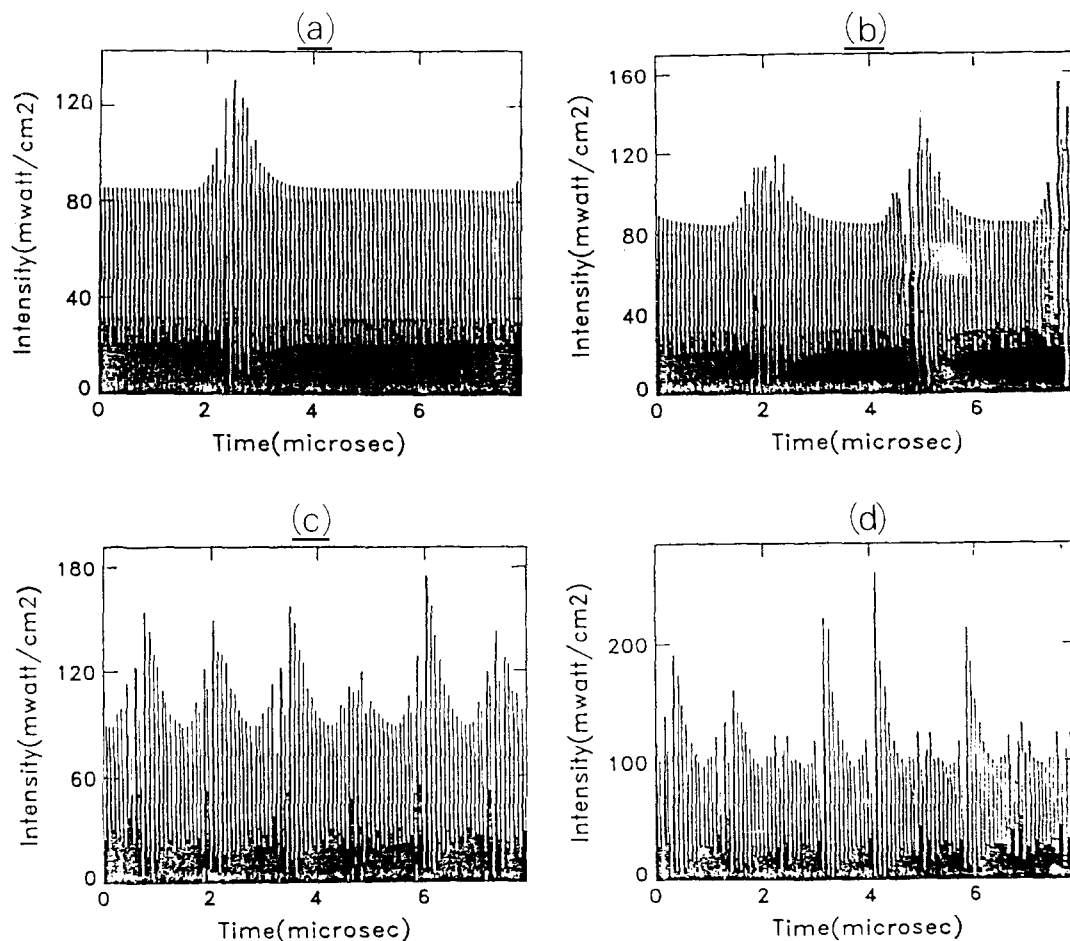 (a)
Intensity(mwatt/cm2)
120
80
40
0
0 2 4 6
Time(microsec)
(b)
Intensity(mwatt/cm2)
160
120
80
40
0
0 2 4 6
Time(microsec)
(c)
Intensity(mwatt/cm2)
180
120
60
0
0 2 4 6
Time(microsec)
(d)
Intensity(mwatt/cm2)
200
100
0
0 2 4 6
Time(microsec)